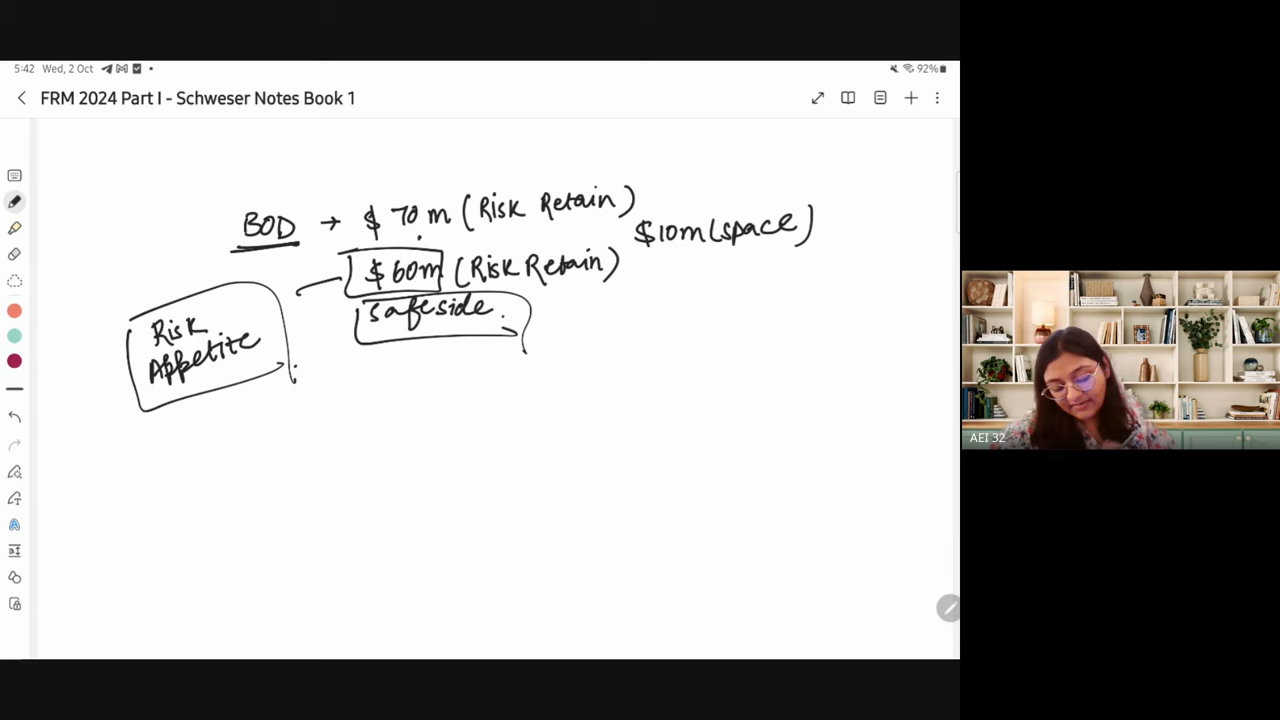 5:42 Wed, 2 Oct
92%
FRM 2024 Part I - Schweser Notes Book 1
BOD → $ 70 m (Risk Retain)
$10m (space)
$ 60m (Risk Retain)
safeside.
Risk
Appetite
AEI 32